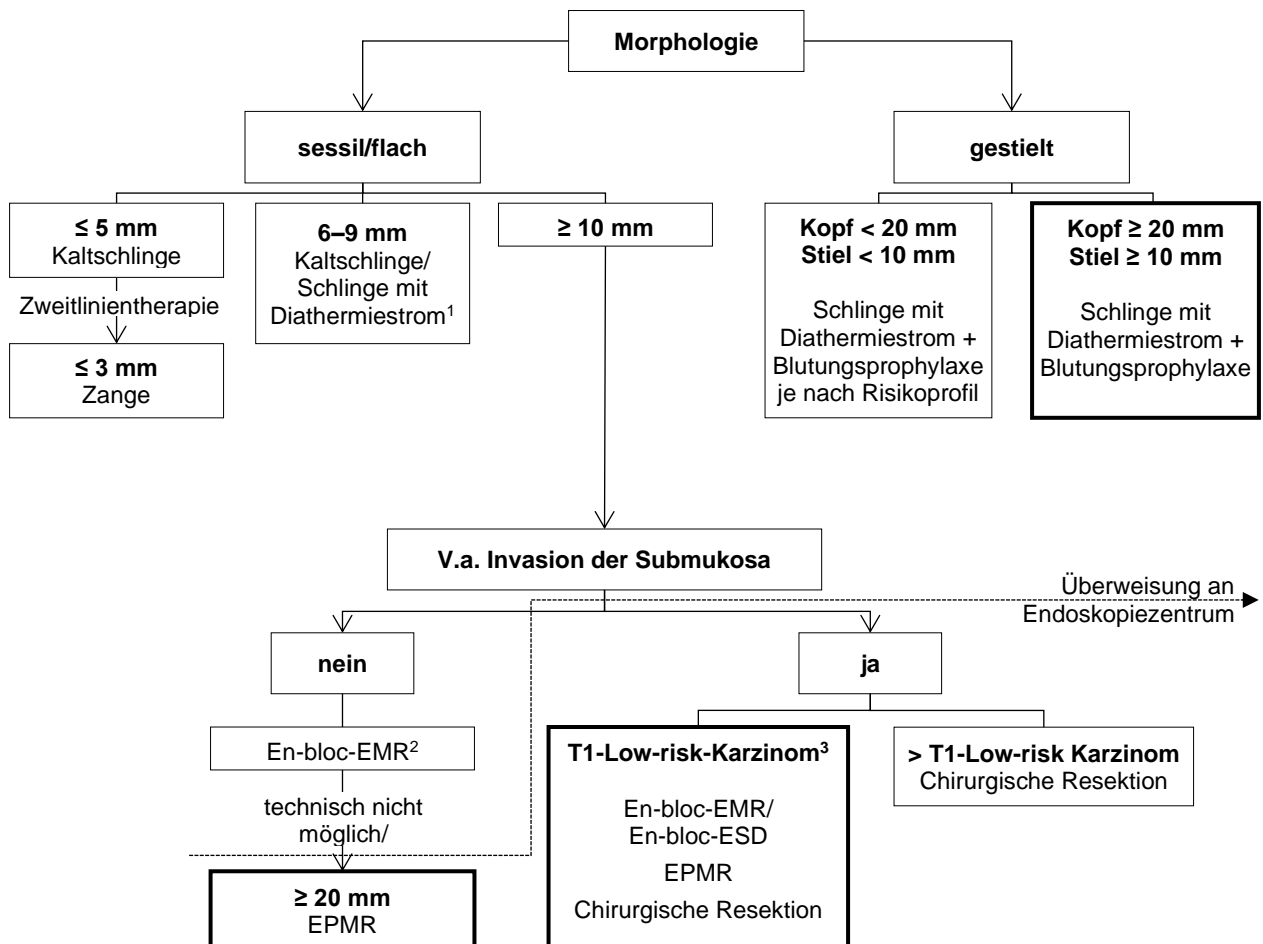 Morphologie
sessil/flach
gestielt
≤ 5 mm
Kaltschlinge
Zweitlinientherapie
≤ 3 mm
Zange
6–9 mm
Kaltschlinge/
Schlinge mit
Diathermiestrom¹
≥ 10 mm
Kopf < 20 mm
Stiel < 10 mm
Schlinge mit
Diathermiestrom +
Blutungsprophylaxe
je nach Risikoprofil
Kopf ≥ 20 mm
Stiel ≥ 10 mm
Schlinge mit
Diathermiestrom +
Blutungsprophylaxe
V.a. Invasion der Submukosa
Überweisung an
Endoskopiezentrum
nein
ja
En-bloc-EMR²
technisch nicht
möglich/
≥ 20 mm
EPMR
T1-Low-risk-Karzinom³
En-bloc-EMR/
En-bloc-ESD
EPMR
Chirurgische Resektion
> T1-Low-risk Karzinom
Chirurgische Resektion